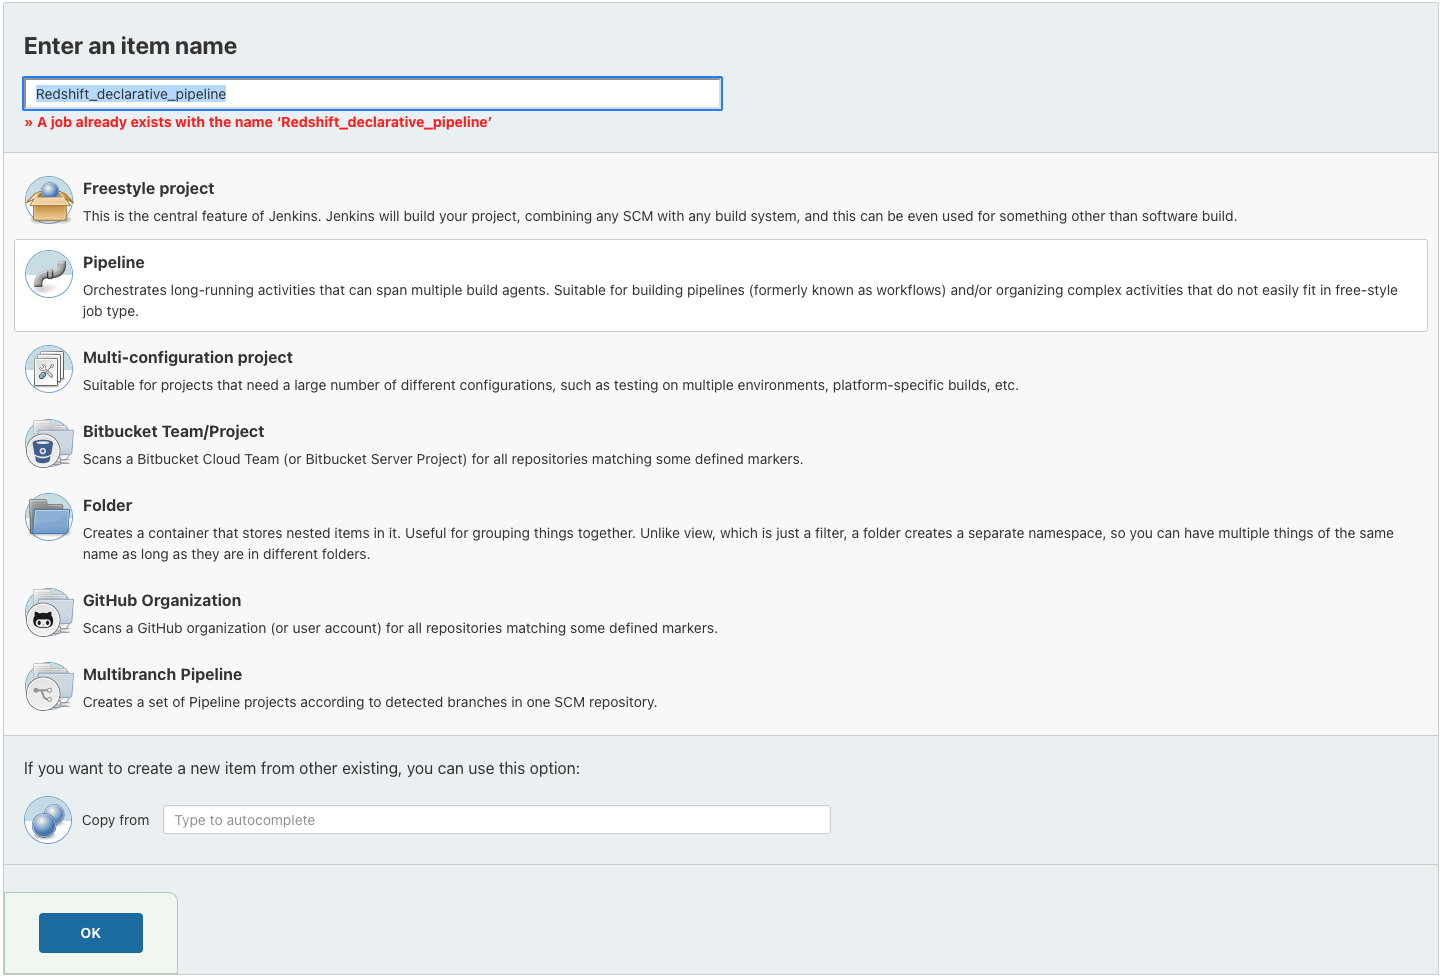 Enter an item name
Redshift_declarative_pipeline
» A job already exists with the name ‘Redshift_declarative_pipeline’
Freestyle project
This is the central feature of Jenkins. Jenkins will build your project, combining any SCM with any build system, and this can be even used for something other than software build.
Pipeline
Orchestrates long-running activities that can span multiple build agents. Suitable for building pipelines (formerly known as workflows) and/or organizing complex activities that do not easily fit in free-style
job type.
Multi-configuration project
Suitable for projects that need a large number of different configurations, such as testing on multiple environments, platform-specific builds, etc.
Bitbucket Team/Project
Scans a Bitbucket Cloud Team (or Bitbucket Server Project) for all repositories matching some defined markers.
Folder
Creates a container that stores nested items in it. Useful for grouping things together. Unlike view, which is just a filter, a folder creates a separate namespace, so you can have multiple things of the same
name as long as they are in different folders.
GitHub Organization
Scans a GitHub organization (or user account) for all repositories matching some defined markers.
Multibranch Pipeline
Creates a set of Pipeline projects according to detected branches in one SCM repository.
If you want to create a new item from other existing, you can use this option:
Copy from
Type to autocomplete
OK